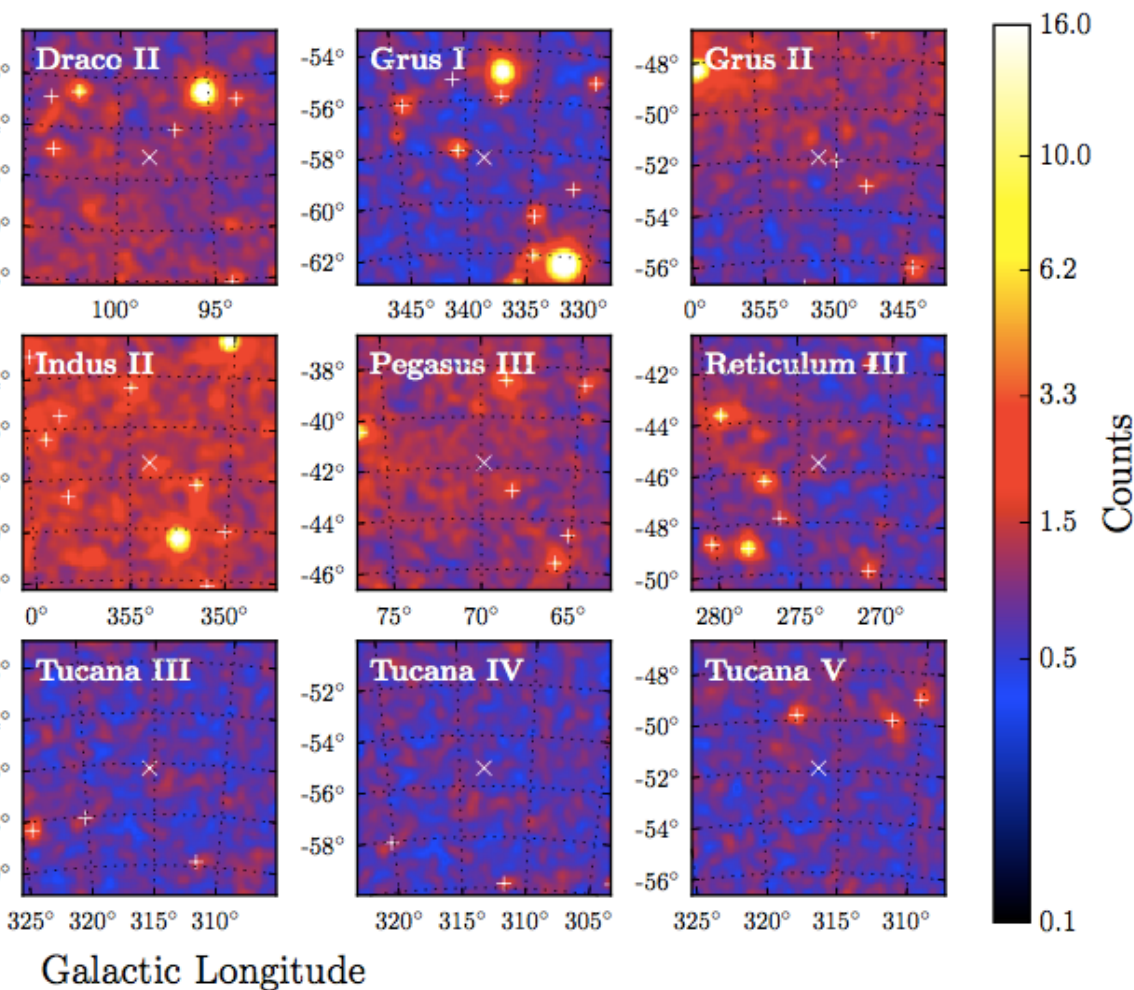 Draco II
Grus I
Grus II
16.0
-54°
-56°
-58°
-60°
-62°
-48°
-50°
-52°
-54°
-56°
10.0
6.2
100° 95°
345° 340° 335° 330°
0° 355° 350° 345°
Indus II
Pegasus III
Reticulum III
-38°
-40°
-42°
-44°
-46°
-42°
-44°
-46°
-48°
-50°
3.3
1.5
Counts
0° 355° 350°
75° 70° 65°
280° 275° 270°
Tucana III
Tucana IV
Tucana V
-52°
-54°
-56°
-58°
-48°
-50°
-52°
-54°
-56°
0.5
0.1
325° 320° 315° 310°
320° 315° 310° 305°
325° 320° 315° 310°
Galactic Longitude